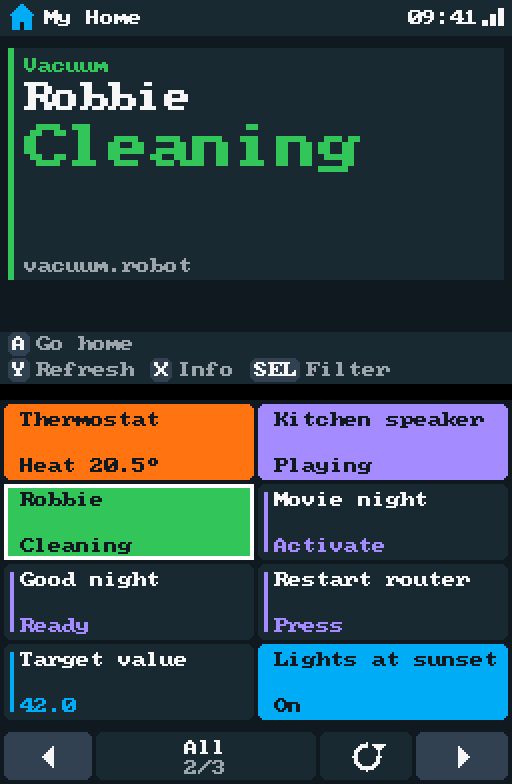 My Home 09:41
Vacuum
Robbie
Cleaning
vacuum.robot
A Go home
Y Refresh X Info SEL Filter
Thermostat
Heat 20.5°
Kitchen speaker
Playing
Robbie
Cleaning
Movie night
Activate
Good night
Ready
Restart router
Press
Target value
42.0
Lights at sunset
On
All
2/3